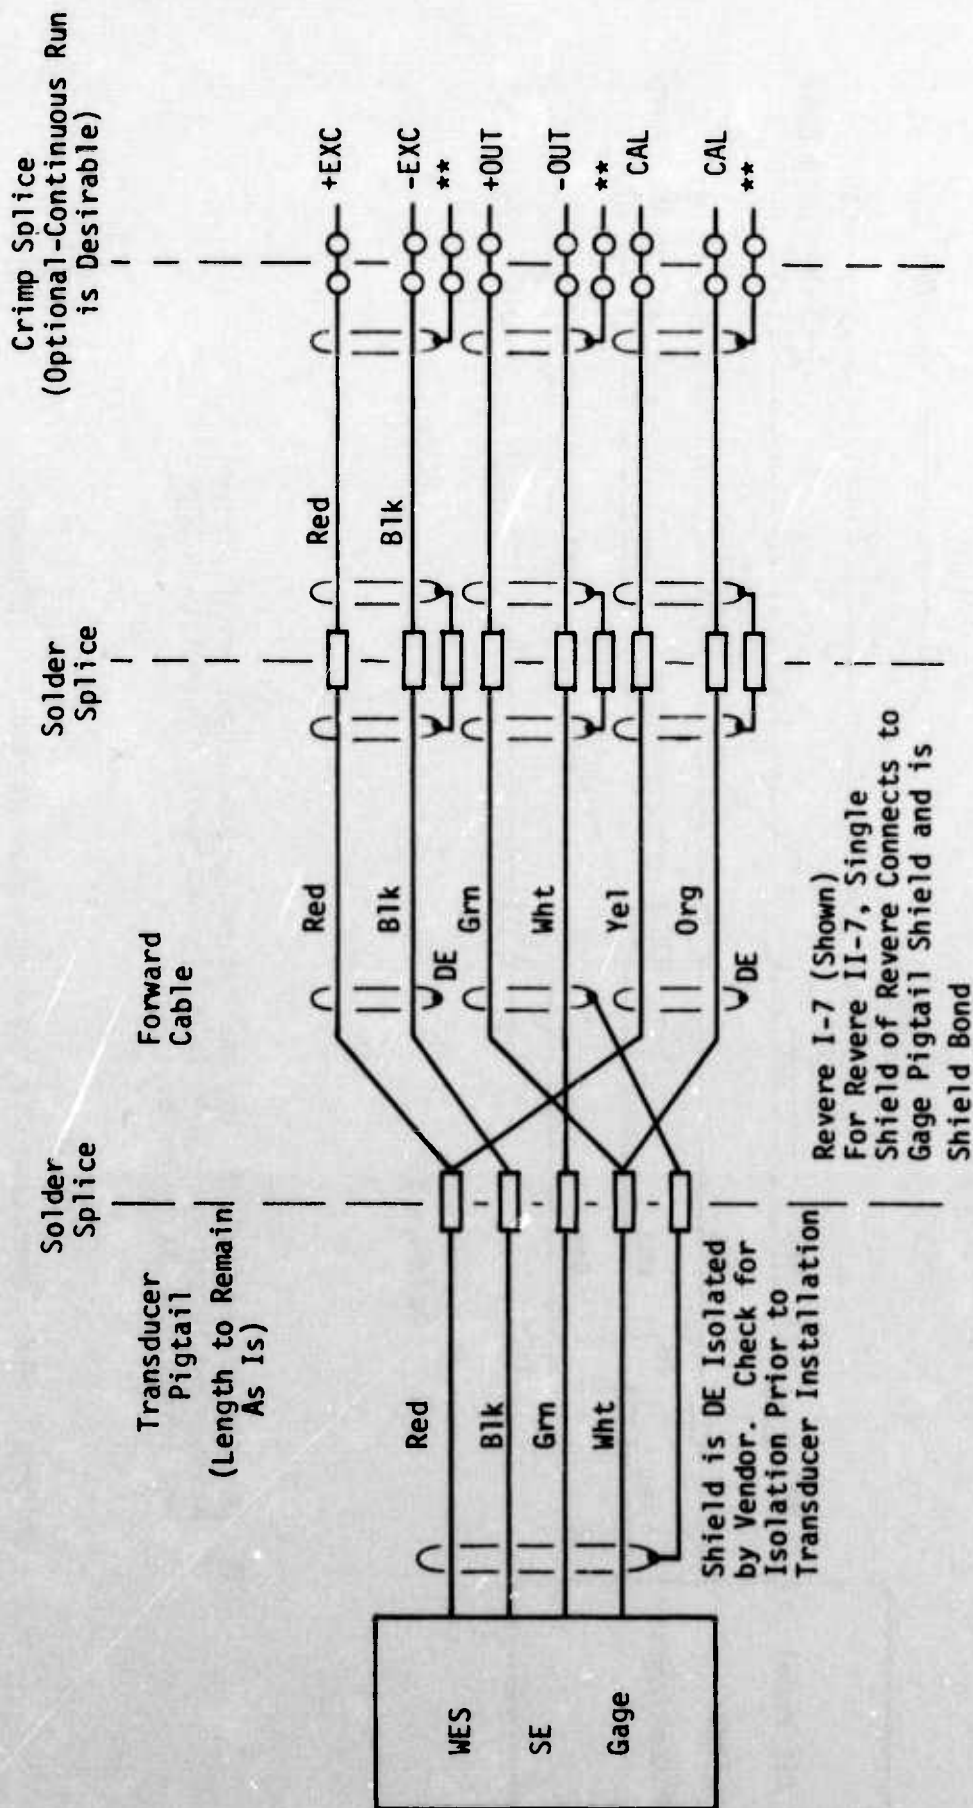 Crimp Splice
(Optional-Continuous Run
is Desirable)
Solder
Splice
Forward
Cable
Solder
Splice
Transducer
Pigtail
(Length to Remain
As Is)
+EXC
-EXC
**
+OUT
-OUT
**
CAL
CAL
**
Red
Blk
Red
Blk
DE
Grn
Wht
Yel
Org
DE
Red
Blk
Grn
Wht
WES
SE
Gage
Shield is DE Isolated
by Vendor. Check for
Isolation Prior to
Transducer Installation
Revere I-7 (Shown)
For Revere II-7, Single
Shield of Revere Connects to
Gage Pigtail Shield and is
Shield Bond